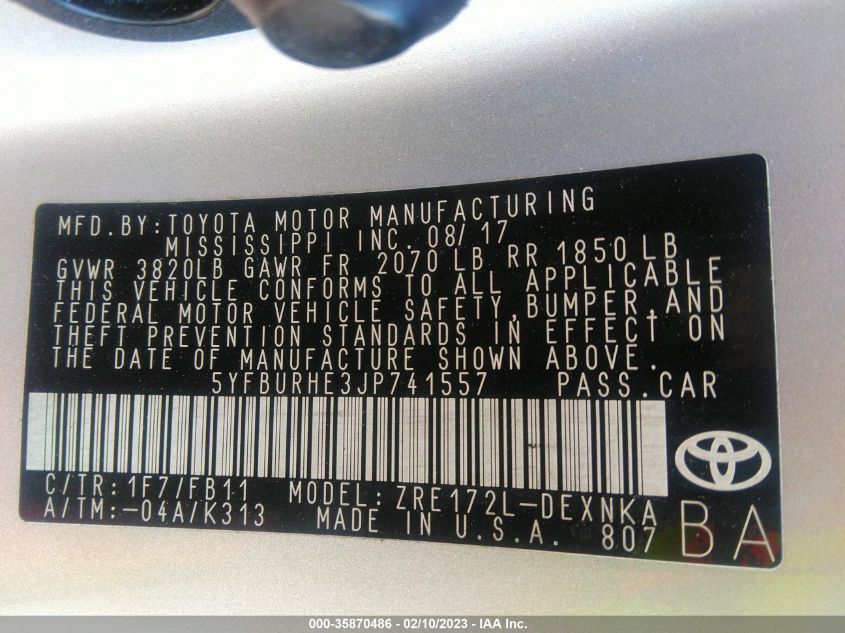 MFD.BY:TOYOTA MOTOR MANUFACTURING
MISSISSIPPI INC. 08/17
GVWR 3820LB GAWR FR 2070 LB RR 1850 LB
THIS VEHICLE CONFORMS TO ALL APPLICABLE
FEDERAL MOTOR VEHICLE SAFETY,BUMPER,AND
THEFT PREVENTION STANDARDS IN EFFECT ON
THE DATE OF MANUFACTURE SHOWN ABOVE.
5YFBURHE3JP741557 PASS.CAR
C/TR:1F7/FB11 MODEL:ZRE172L-DEXNKA
A/TM:-04A/K313 MADE IN U.S.A. 807
BA
000-35870486 - 02/10/2023 - IAA Inc.